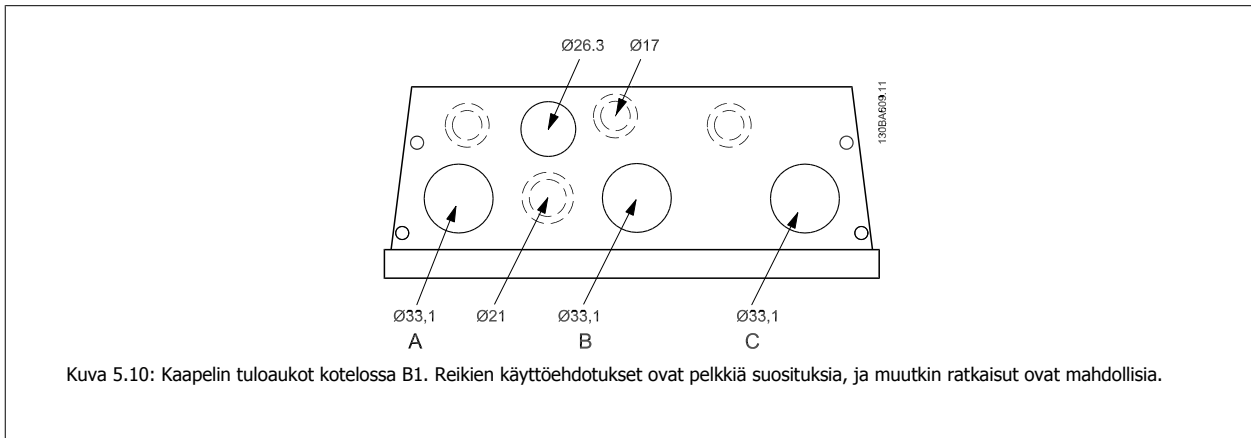 Ø26.3 Ø17
130BA609.11
Ø33,1 Ø21 Ø33,1 Ø33,1
A B C
Kuva 5.10: Kaapelin tuloaukot kotelossa B1. Reikien käyttöehdotukset ovat pelkkiä suosituksia, ja muutkin ratkaisut ovat mahdollisia.